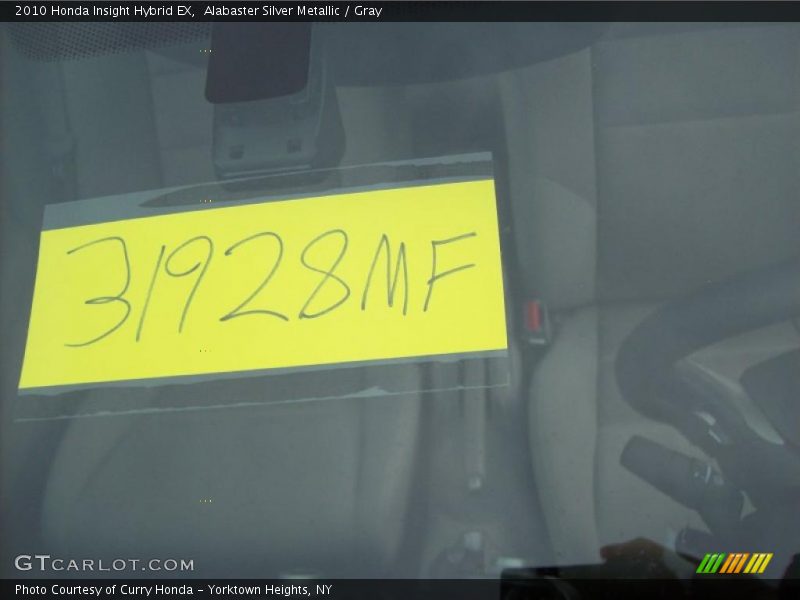 2010 Honda Insight Hybrid EX,  Alabaster Silver Metallic / Gray
31928MF
GTCARLOT.COM
Photo Courtesy of Curry Honda - Yorktown Heights, NY